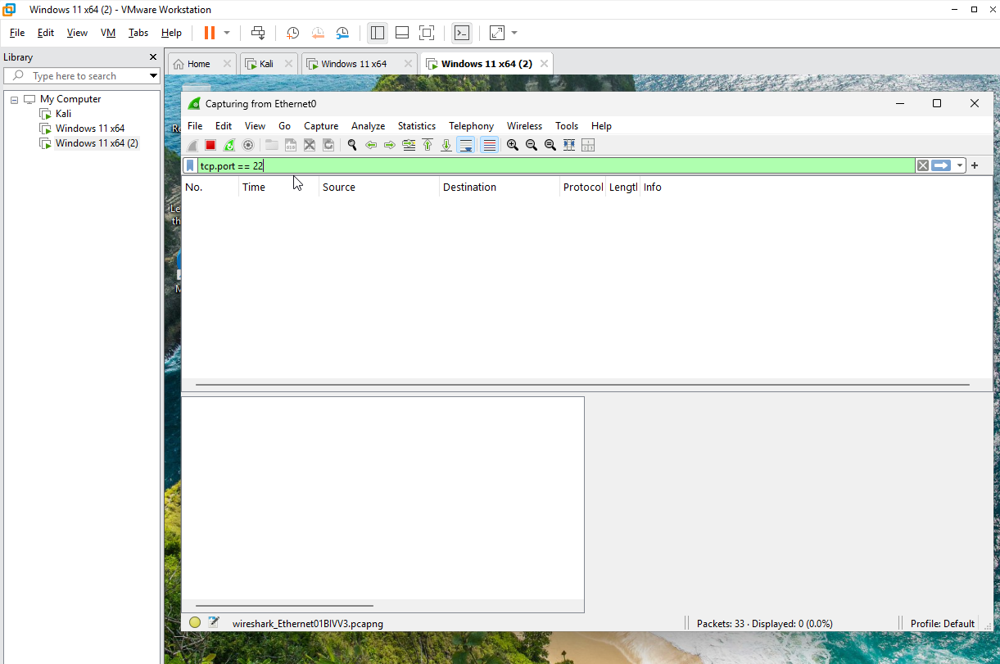 Windows 11 x64 (2) - VMware Workstation
File Edit View VM Tabs Help
Library
Type here to search
My Computer
Kali
Windows 11 x64
Windows 11 x64 (2)
Home Kali Windows 11 x64 Windows 11 x64 (2)
Capturing from Ethernet0
File Edit View Go Capture Analyze Statistics Telephony Wireless Tools Help
tcp.port == 22
No. Time Source Destination Protocol Lengtl Info
wireshark_Ethernet01BIVV3.pcapng Packets: 33 · Displayed: 0 (0.0%) Profile: Default